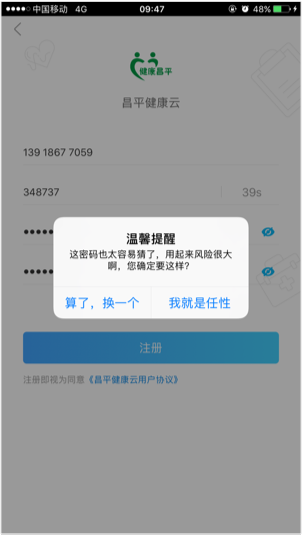 中国移动 4G 09:47 48%
健康昌平
昌平健康云
139 1867 7059
348737 39s
温馨提醒
这密码也太容易猜了，用起来风险很大
啊，您确定要这样?
算了，换一个 我就是任性
注册
注册即视为同意《昌平健康云用户协议》